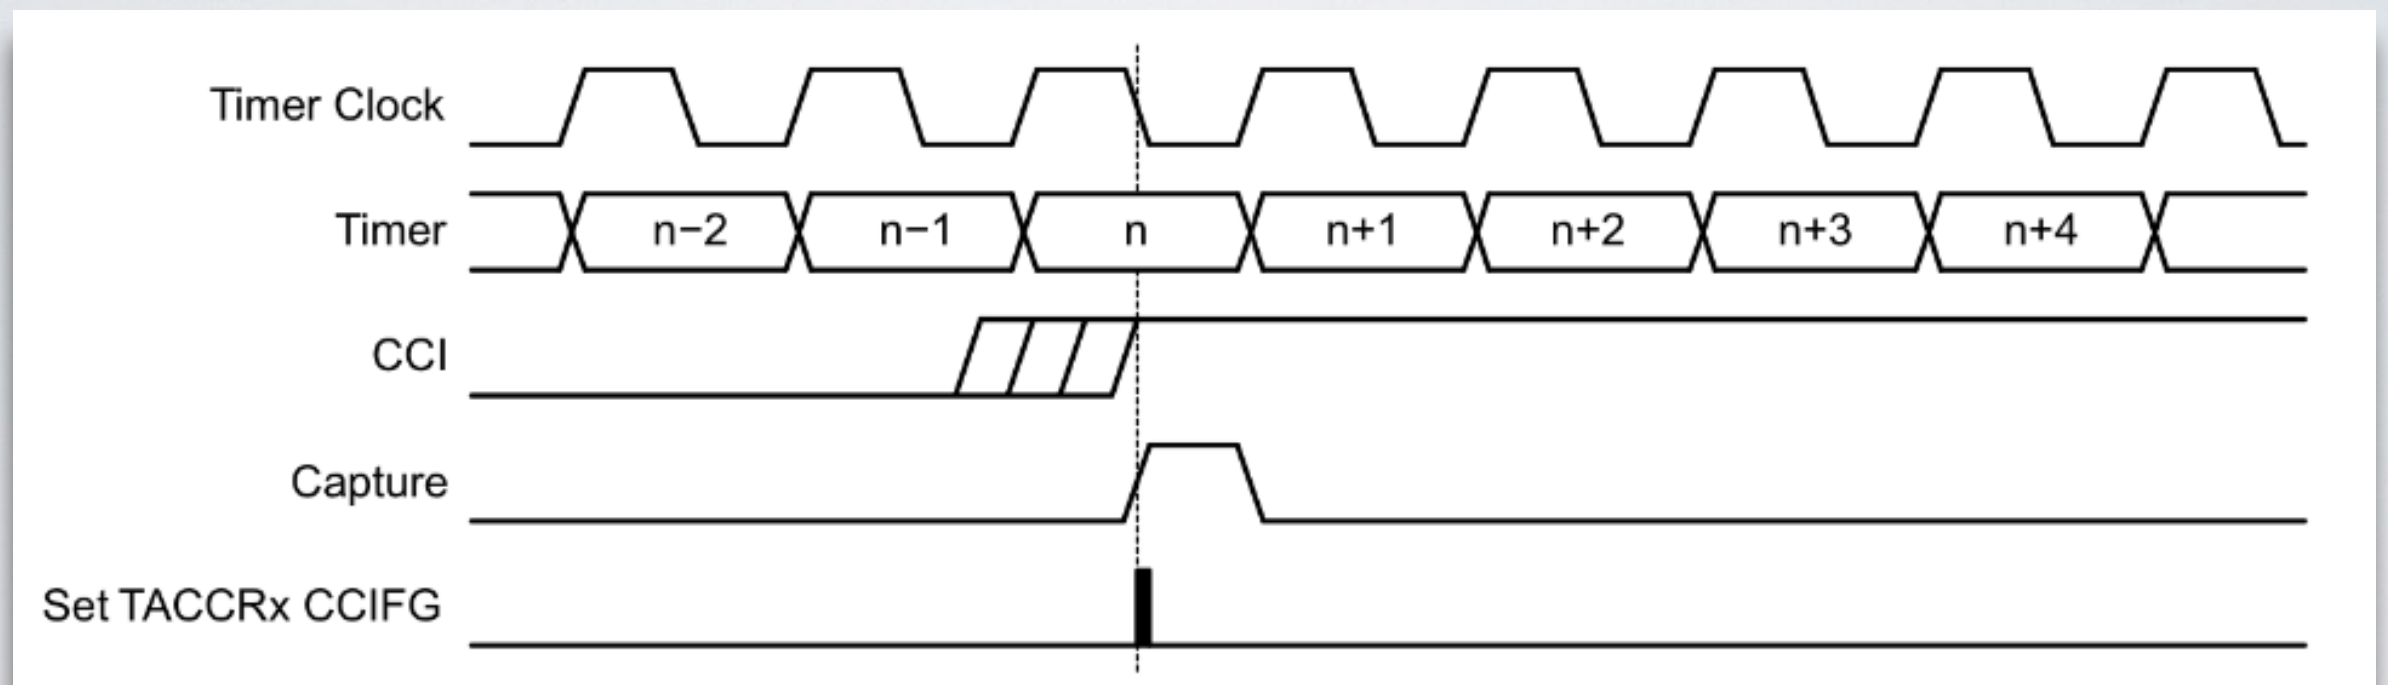 Timer Clock
Timer n−2 n−1 n n+1 n+2 n+3 n+4
CCI
Capture
Set TACCRx CCIFG